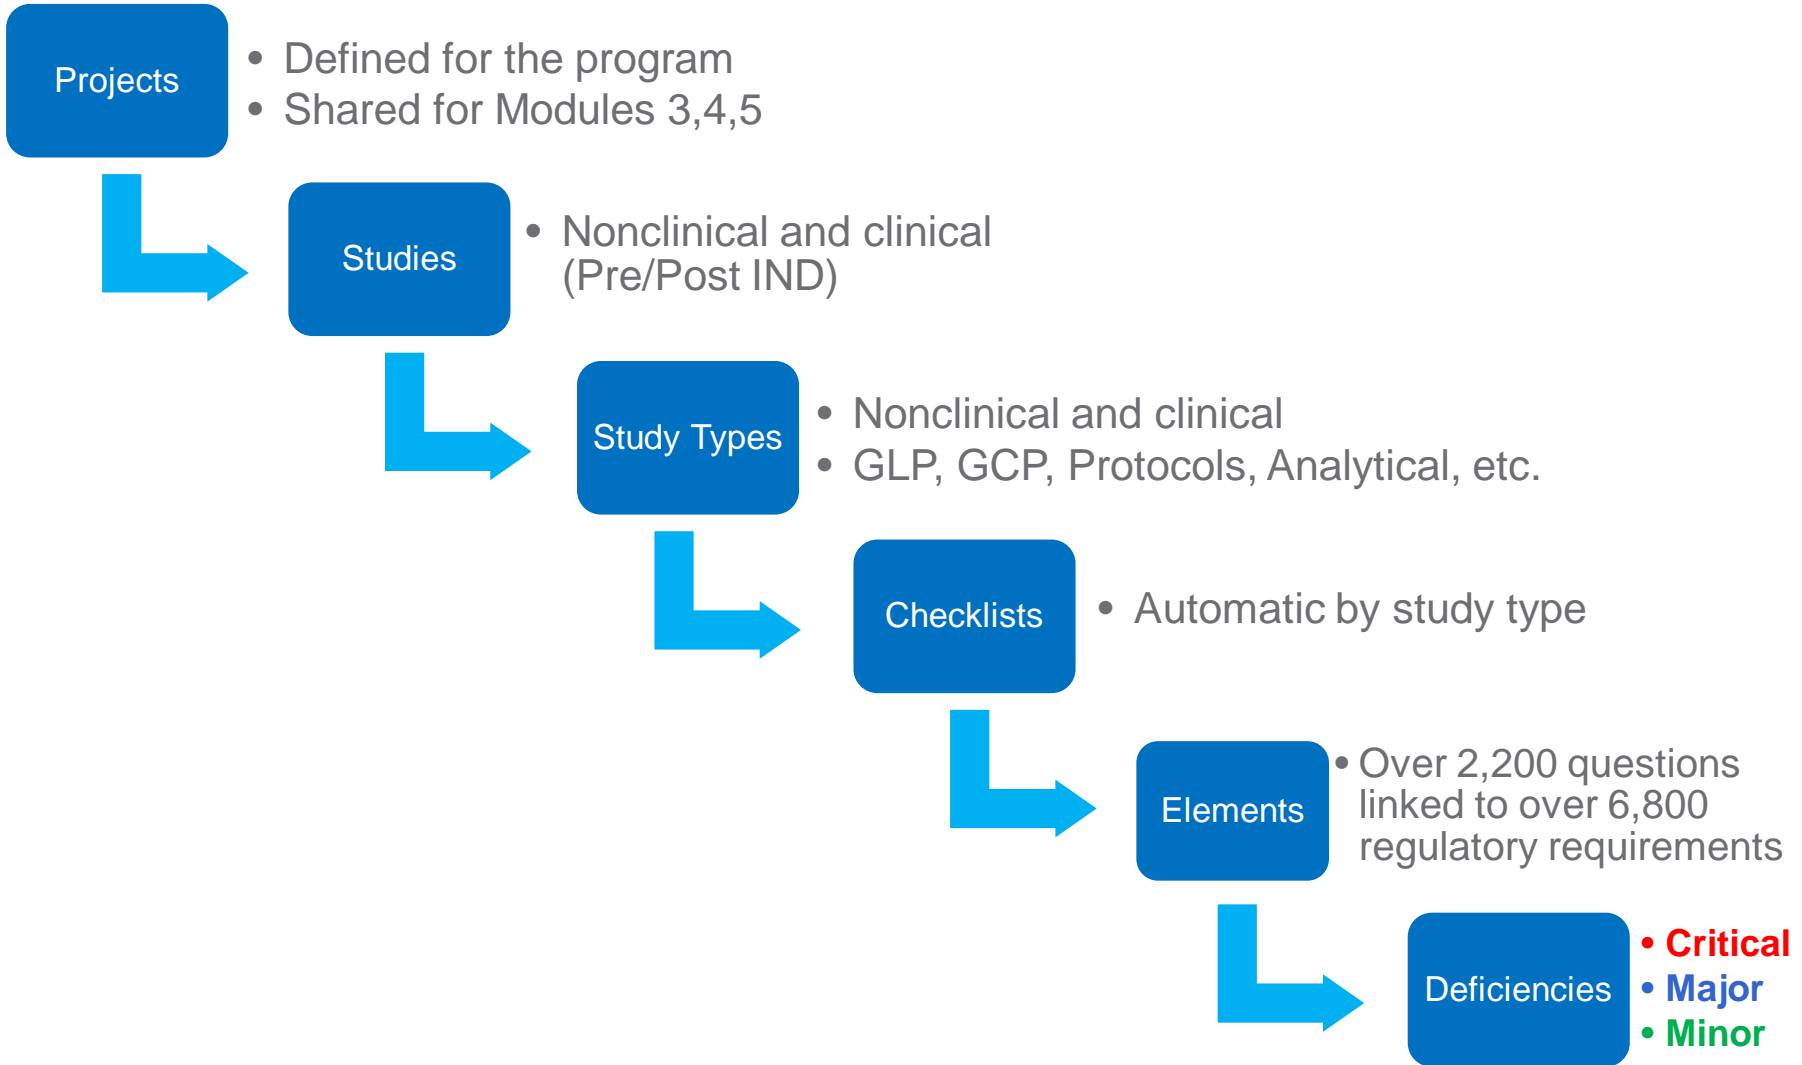 Projects
• Defined for the program
• Shared for Modules 3,4,5
Studies
• Nonclinical and clinical
(Pre/Post IND)
Study Types
• Nonclinical and clinical
• GLP, GCP, Protocols, Analytical, etc.
Checklists
• Automatic by study type
Elements
• Over 2,200 questions
linked to over 6,800
regulatory requirements
Deficiencies
• Critical
• Major
• Minor